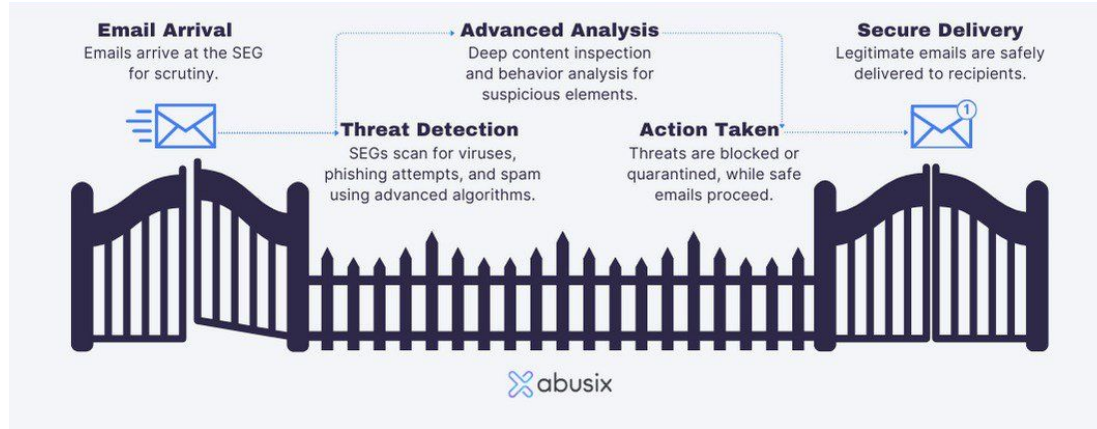 Email Arrival
Emails arrive at the SEG
for scrutiny.
Threat Detection
SEGs scan for viruses,
phishing attempts, and spam
using advanced algorithms.
Advanced Analysis
Deep content inspection
and behavior analysis for
suspicious elements.
Action Taken
Threats are blocked or
quarantined, while safe
emails proceed.
Secure Delivery
Legitimate emails are safely
delivered to recipients.
1
abusix